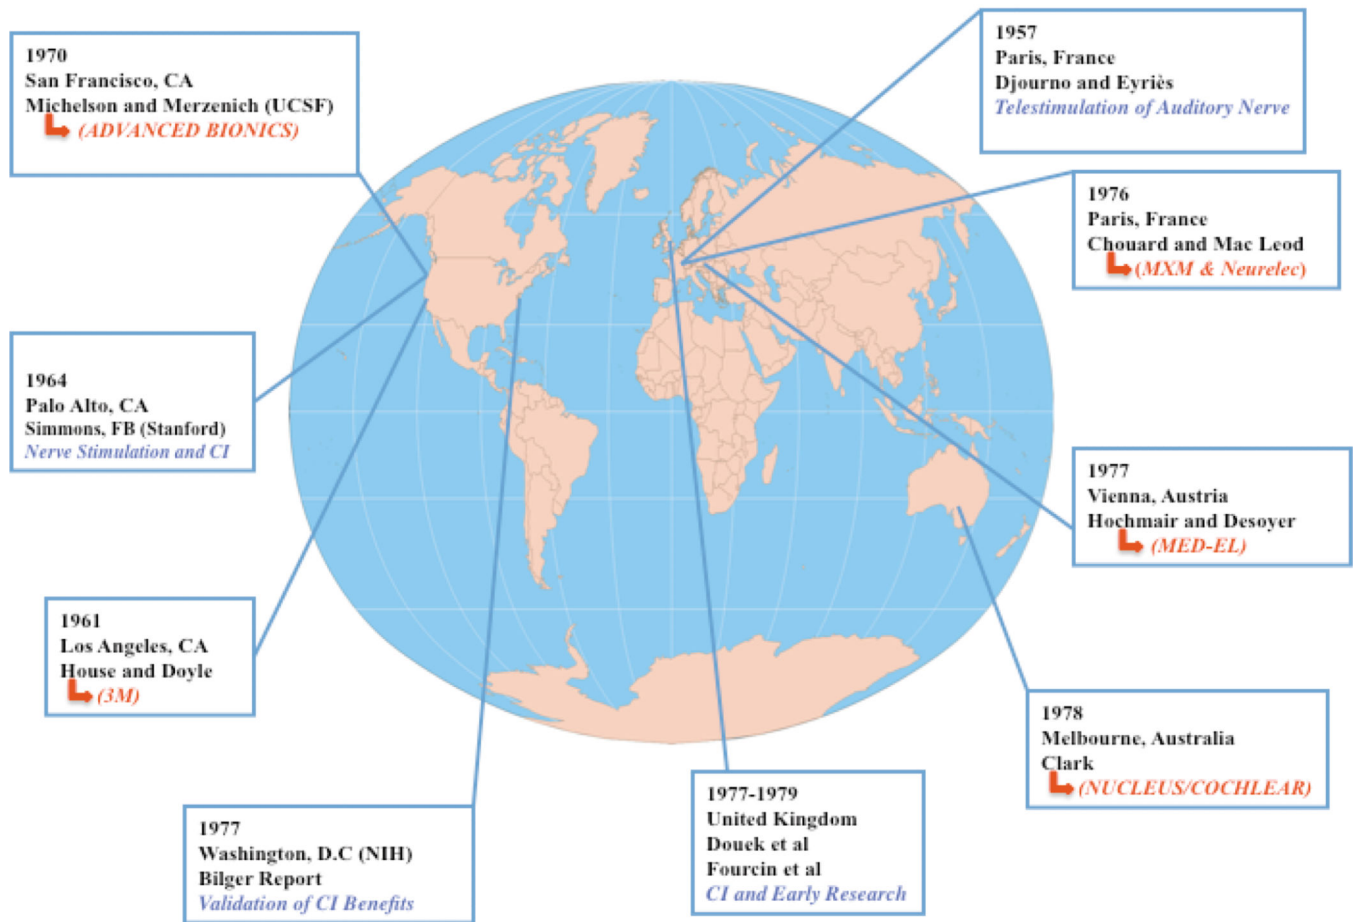 1970
San Francisco, CA
Michelson and Merzenich (UCSF)
(ADVANCED BIONICS)
1957
Paris, France
Djourno and Eyriès
Telestimulation of Auditory Nerve
1976
Paris, France
Chouard and Mac Leod
(MXM & Neurelec)
1964
Palo Alto, CA
Simmons, FB (Stanford)
Nerve Stimulation and CI
1977
Vienna, Austria
Hochmair and Desoyer
(MED-EL)
1961
Los Angeles, CA
House and Doyle
(3M)
1978
Melbourne, Australia
Clark
(NUCLEUS/COCHLEAR)
1977
Washington, D.C (NIH)
Bilger Report
Validation of CI Benefits
1977-1979
United Kingdom
Douek et al
Fourcin et al
CI and Early Research